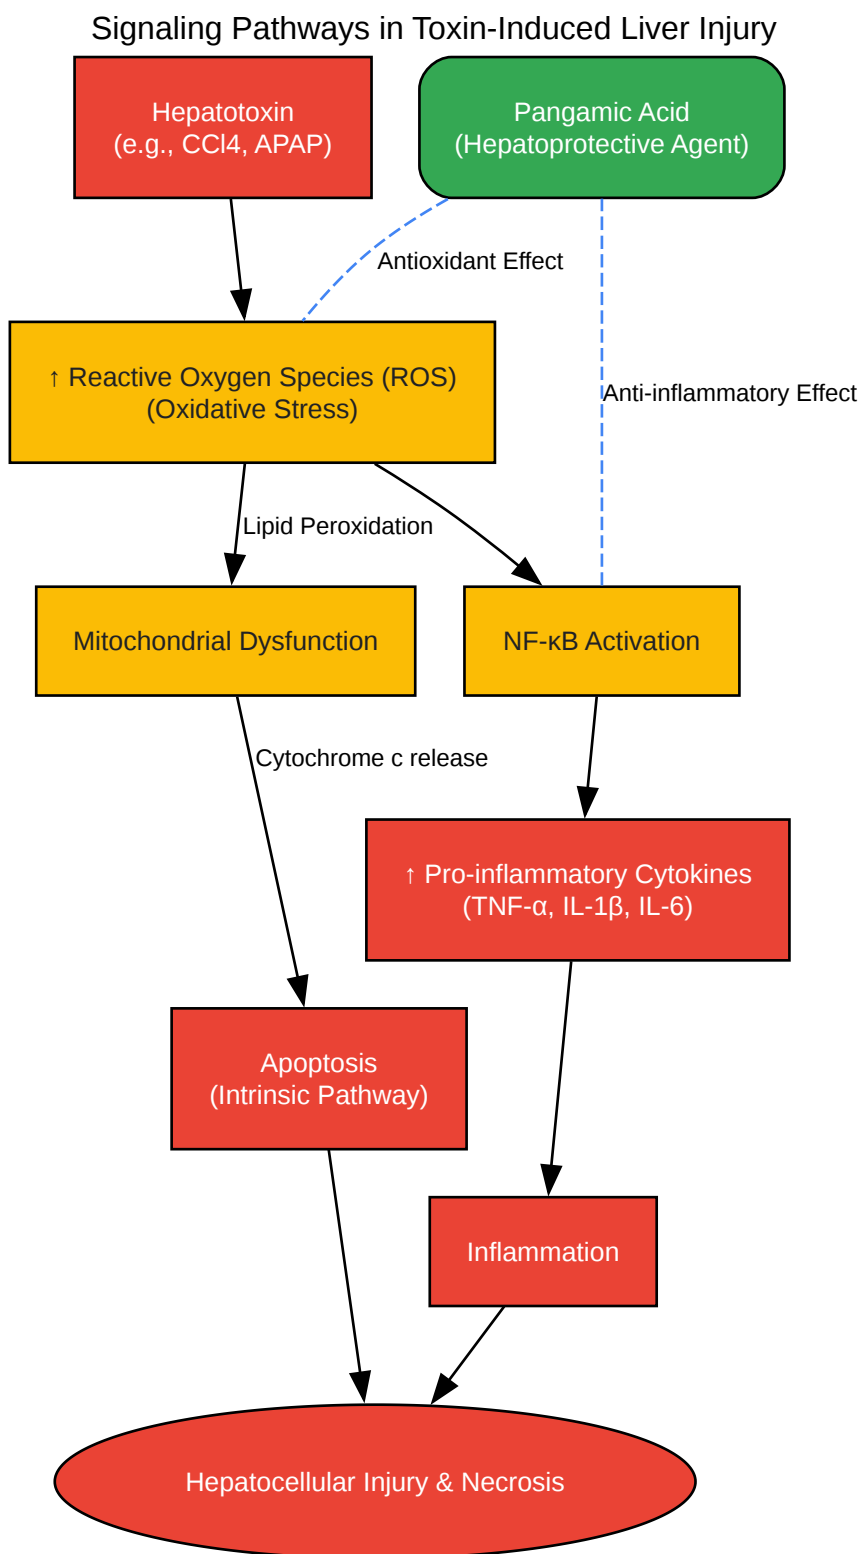 Signaling Pathways in Toxin-Induced Liver Injury
Hepatotoxin
(e.g., CCl4, APAP)
Pangamic Acid
(Hepatoprotective Agent)
Antioxidant Effect
↑ Reactive Oxygen Species (ROS)
(Oxidative Stress)
Anti-inflammatory Effect
Lipid Peroxidation
Mitochondrial Dysfunction
NF-κB Activation
Cytochrome c release
↑ Pro-inflammatory Cytokines
(TNF-α, IL-1β, IL-6)
Apoptosis
(Intrinsic Pathway)
Inflammation
Hepatocellular Injury & Necrosis